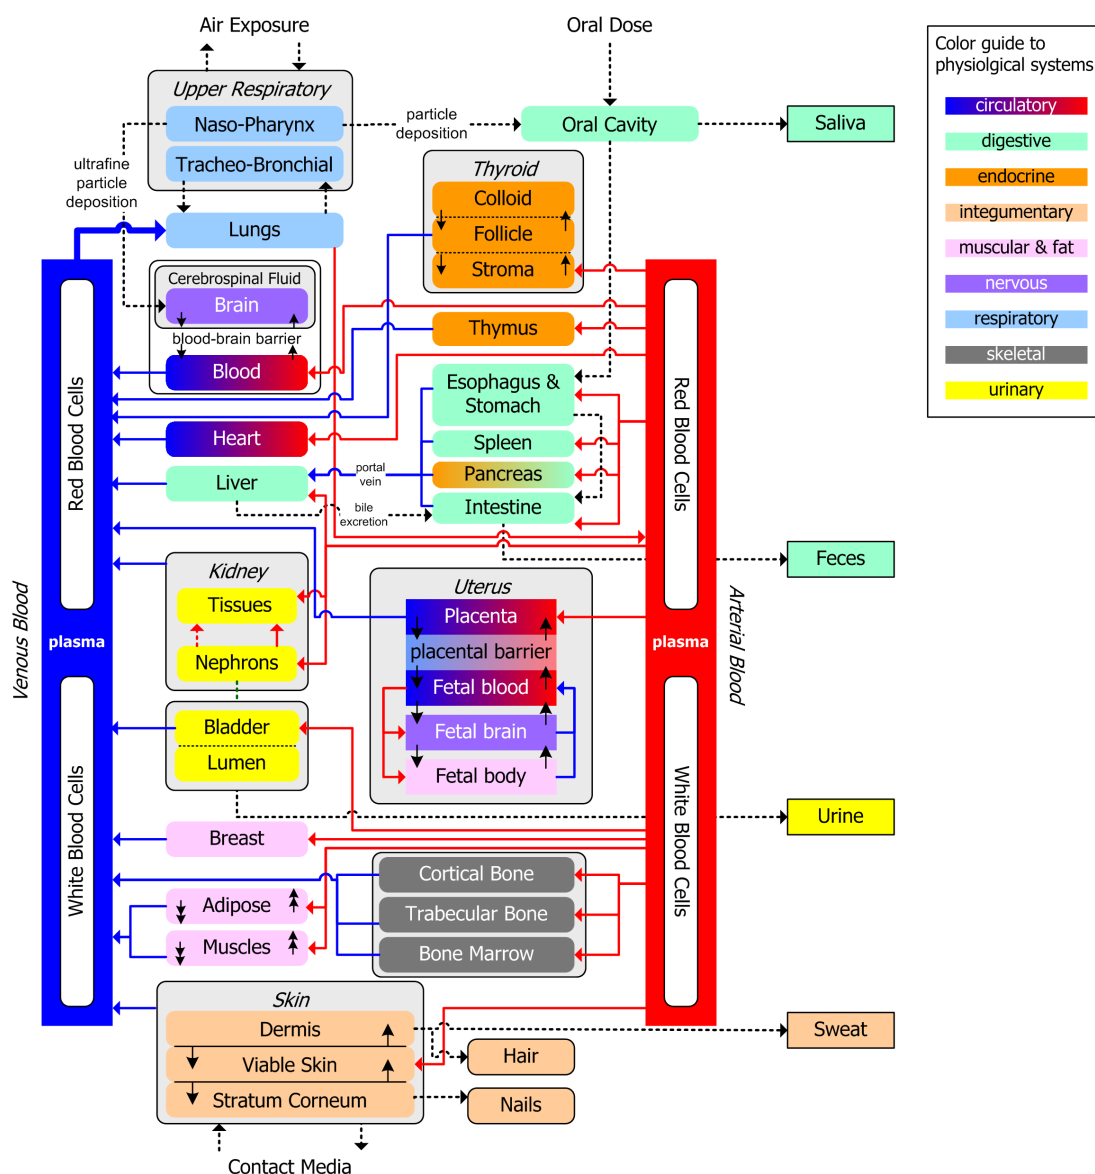 Air Exposure
Oral Dose
Color guide to
physiolgical systems
circulatory
digestive
endocrine
integumentary
muscular & fat
nervous
respiratory
skeletal
urinary
Upper Respiratory
Naso-Pharynx
Tracheo-Bronchial
particle
deposition
Oral Cavity
Saliva
ultrafine
particle
deposition
Lungs
Thyroid
Colloid
Follicle
Stroma
Cerebrospinal Fluid
Brain
blood-brain barrier
Blood
Thymus
Heart
Esophagus &
Stomach
Spleen
Pancreas
Intestine
Liver
portal
vein
bile
excretion
Feces
Venous Blood
Red Blood Cells
plasma
White Blood Cells
Red Blood Cells
plasma
White Blood Cells
Arterial Blood
Kidney
Tissues
Nephrons
Bladder
Lumen
Uterus
Placenta
placental barrier
Fetal blood
Fetal brain
Fetal body
Urine
Breast
Adipose
Muscles
Cortical Bone
Trabecular Bone
Bone Marrow
Skin
Dermis
Viable Skin
Stratum Corneum
Sweat
Hair
Nails
Contact Media